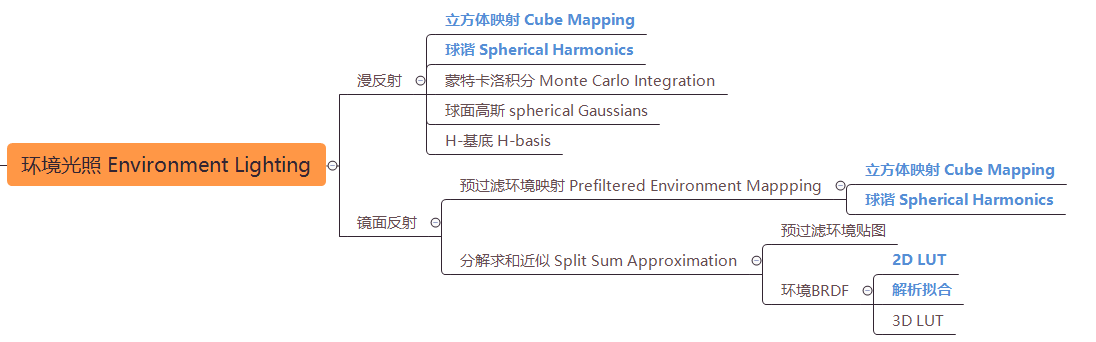 环境光照 Environment Lighting
漫反射
立方体映射 Cube Mapping
球谐 Spherical Harmonics
蒙特卡洛积分 Monte Carlo Integration
球面高斯 spherical Gaussians
H-基底 H-basis
镜面反射
预过滤环境映射 Prefiltered Environment Mappping
立方体映射 Cube Mapping
球谐 Spherical Harmonics
分解求和近似 Split Sum Approximation
预过滤环境贴图
环境BRDF
2D LUT
解析拟合
3D LUT